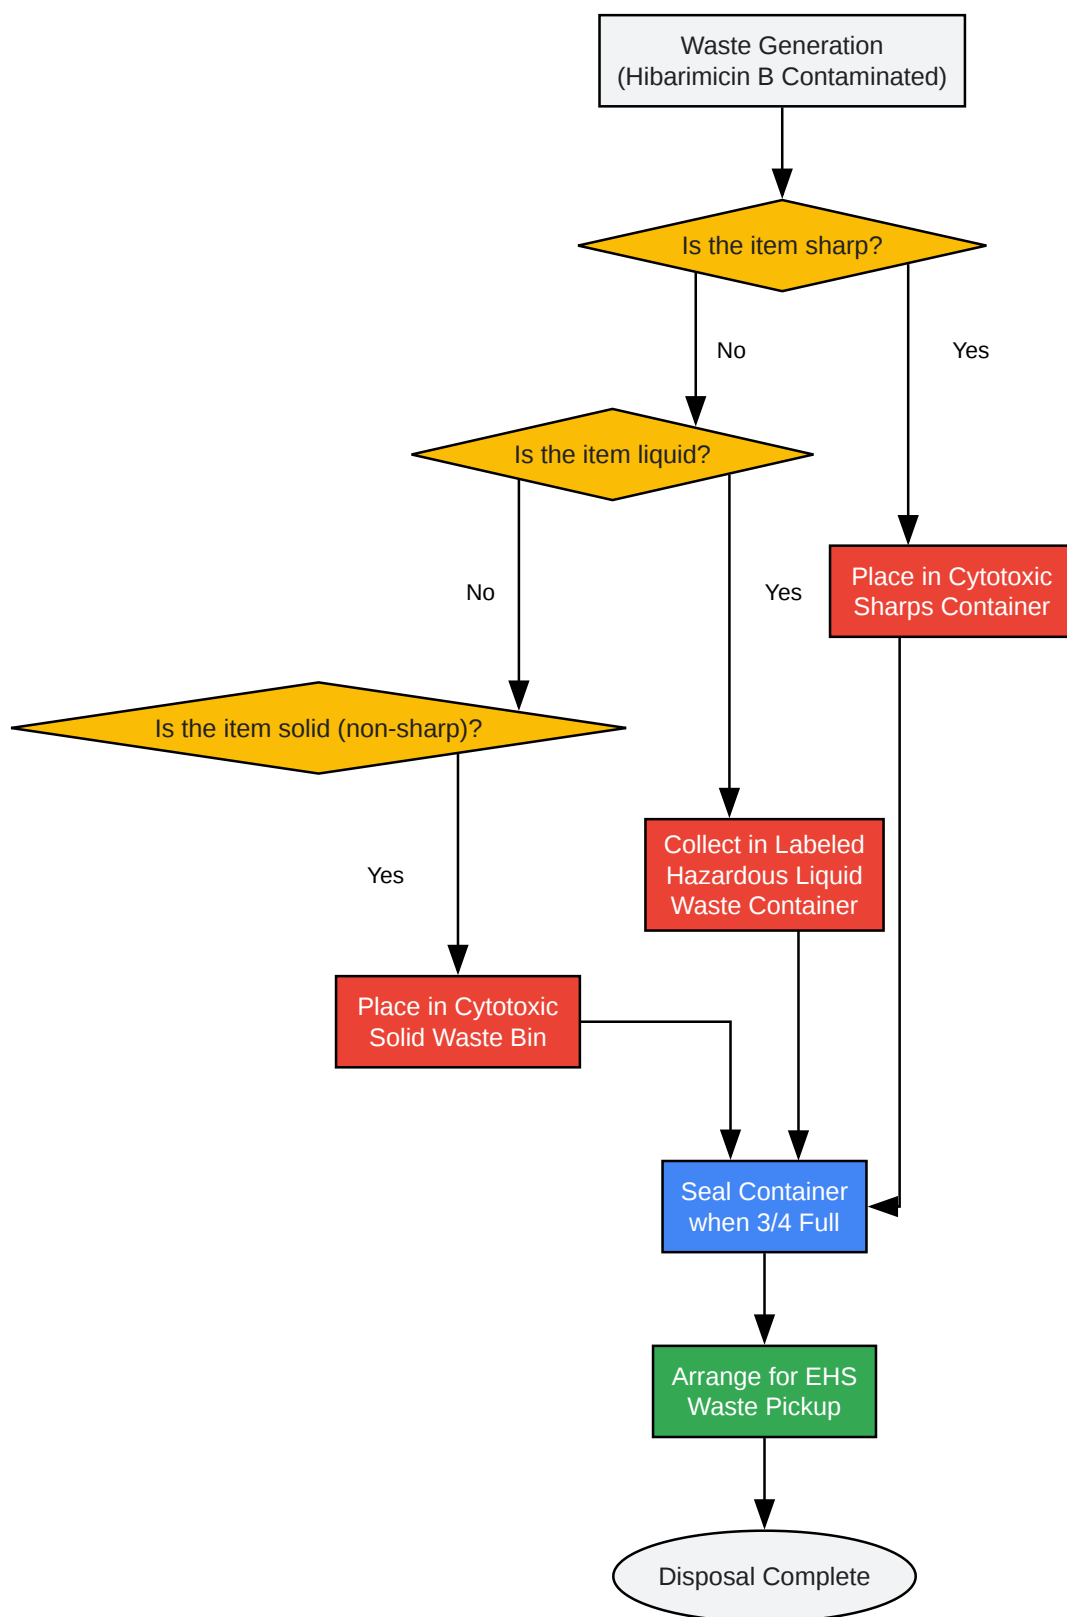 Waste Generation
(Hibarimicin B Contaminated)
Is the item sharp?
No
Yes
Is the item liquid?
No
Yes
Place in Cytotoxic
Sharps Container
Is the item solid (non-sharp)?
Yes
Collect in Labeled
Hazardous Liquid
Waste Container
Place in Cytotoxic
Solid Waste Bin
Seal Container
when 3/4 Full
Arrange for EHS
Waste Pickup
Disposal Complete